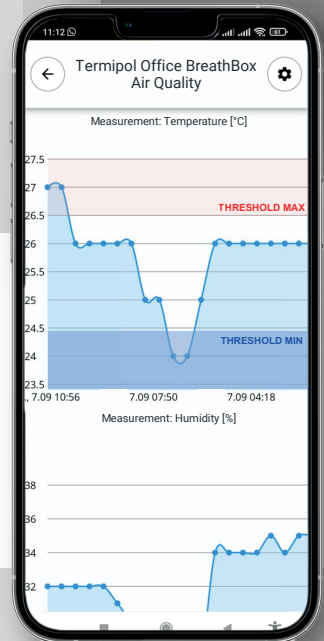 11:12
61
Termipol Office BreathBox
Air Quality
Measurement: Temperature [°C]
27.5
27
THRESHOLD MAX
26.5
26
25.5
25
24.5
THRESHOLD MIN
24
23.5
., 7.09 10:56 7.09 07:50 7.09 04:18
Measurement: Humidity [%]
38
36
34
32